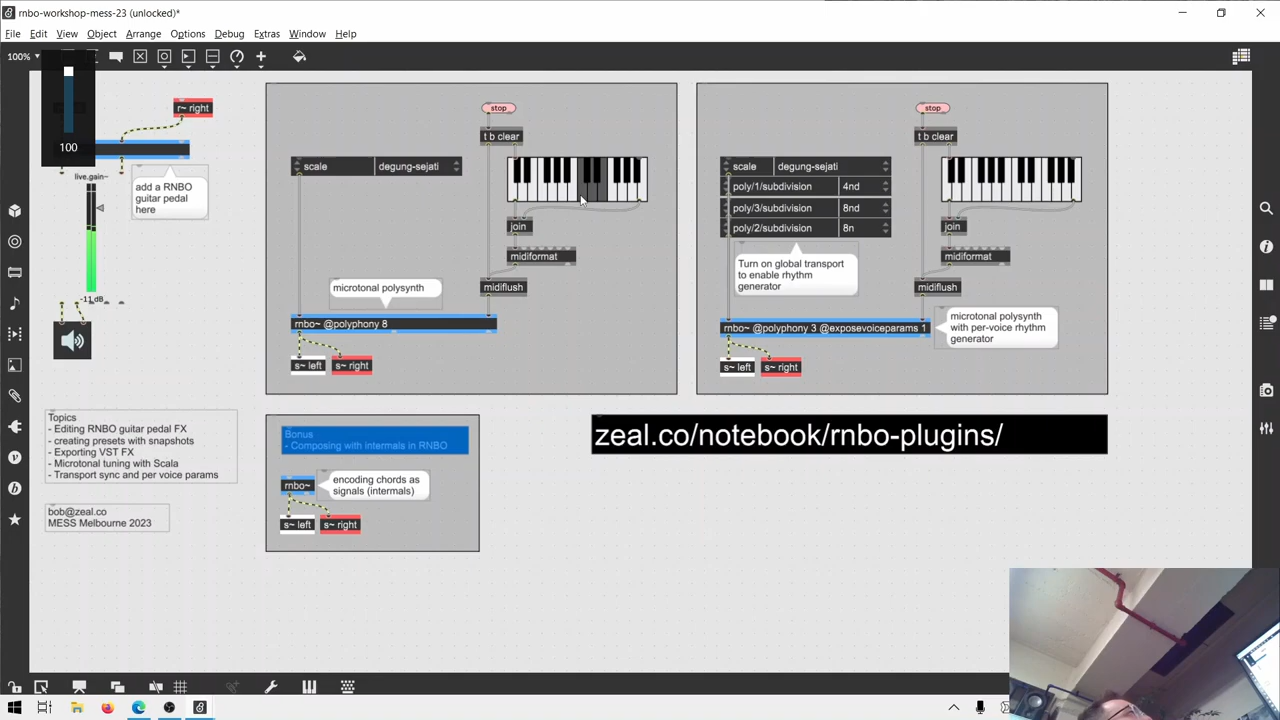 rnbo-workshop-mess-23 (unlocked)*
File Edit View Object Arrange Options Debug Extras Window Help
100%
100
r~ right
add a RNBO
guitar pedal
here
live.gain~
-11 dB
stop
t b clear
scale degung-sejati
join
midiformat
microtonal polysynth
midiflush
rnbo~ @polyphony 8
s~ left s~ right
stop
t b clear
scale degung-sejati
poly/1/subdivision 4nd
poly/3/subdivision 8nd
poly/2/subdivision 8n
join
midiformat
Turn on global transport
to enable rhythm
generator
midiflush
rnbo~ @polyphony 3 @exposevoiceparams 1
microtonal polysynth
with per-voice rhythm
generator
s~ left s~ right
Topics
- Editing RNBO guitar pedal FX
- creating presets with snapshots
- Exporting VST FX
- Microtonal tuning with Scala
- Transport sync and per voice params
bob@zeal.co
MESS Melbourne 2023
Bonus
- Composing with intermals in RNBO
rnbo~
encoding chords as
signals (intermals)
s~ left s~ right
zeal.co/notebook/rnbo-plugins/